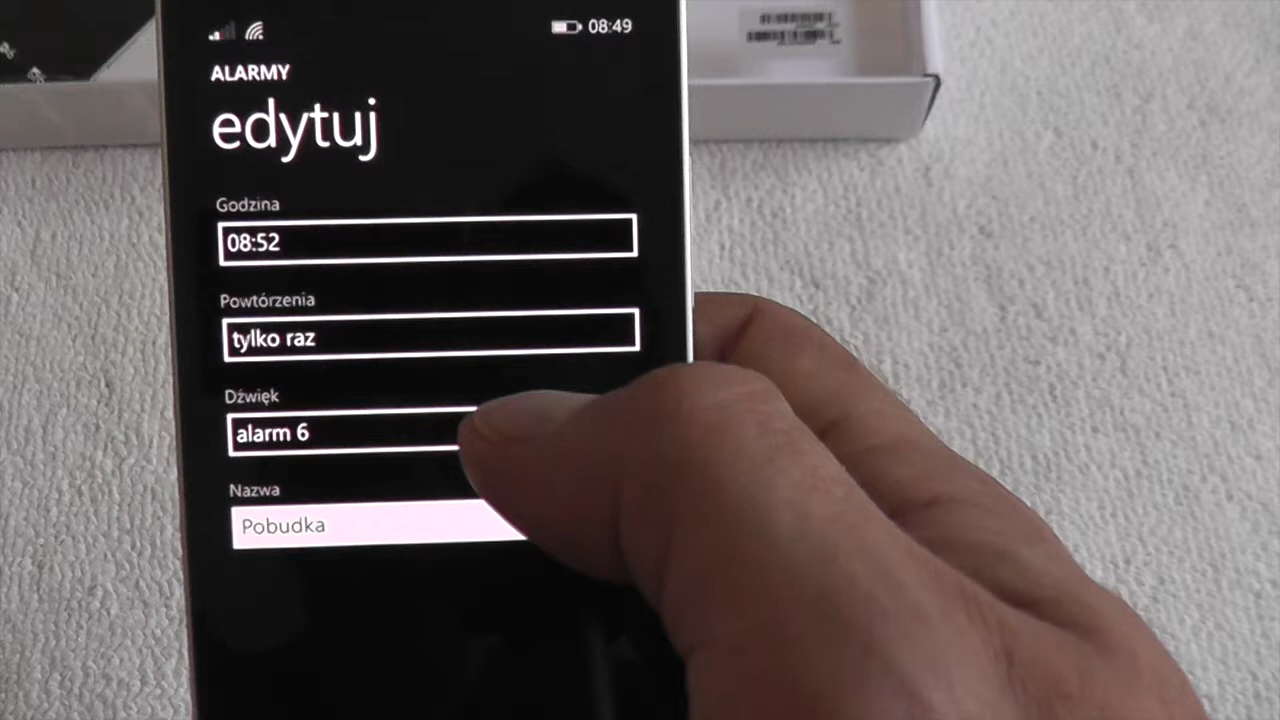 08:49
ALARMY
edytuj
Godzina
08:52
Powtórzenia
tylko raz
Dźwięk
alarm 6
Nazwa
Pobudka